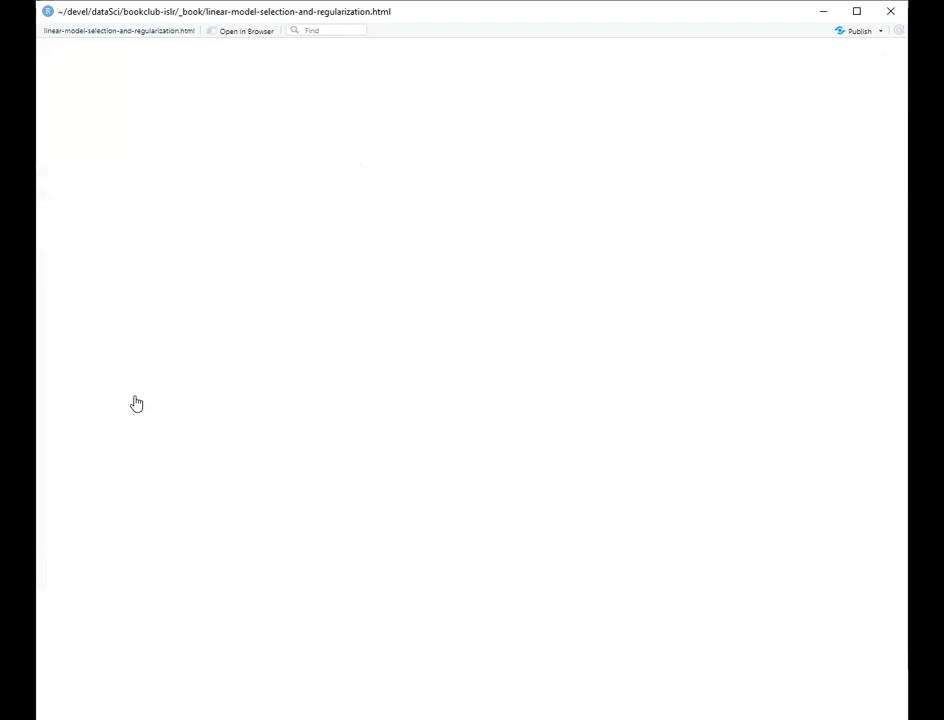 ~/devel/dataSci/bookclub-islr/_book/linear-model-selection-and-regularization.html
linear-model-selection-and-regularization.html Open in Browser Find Publish